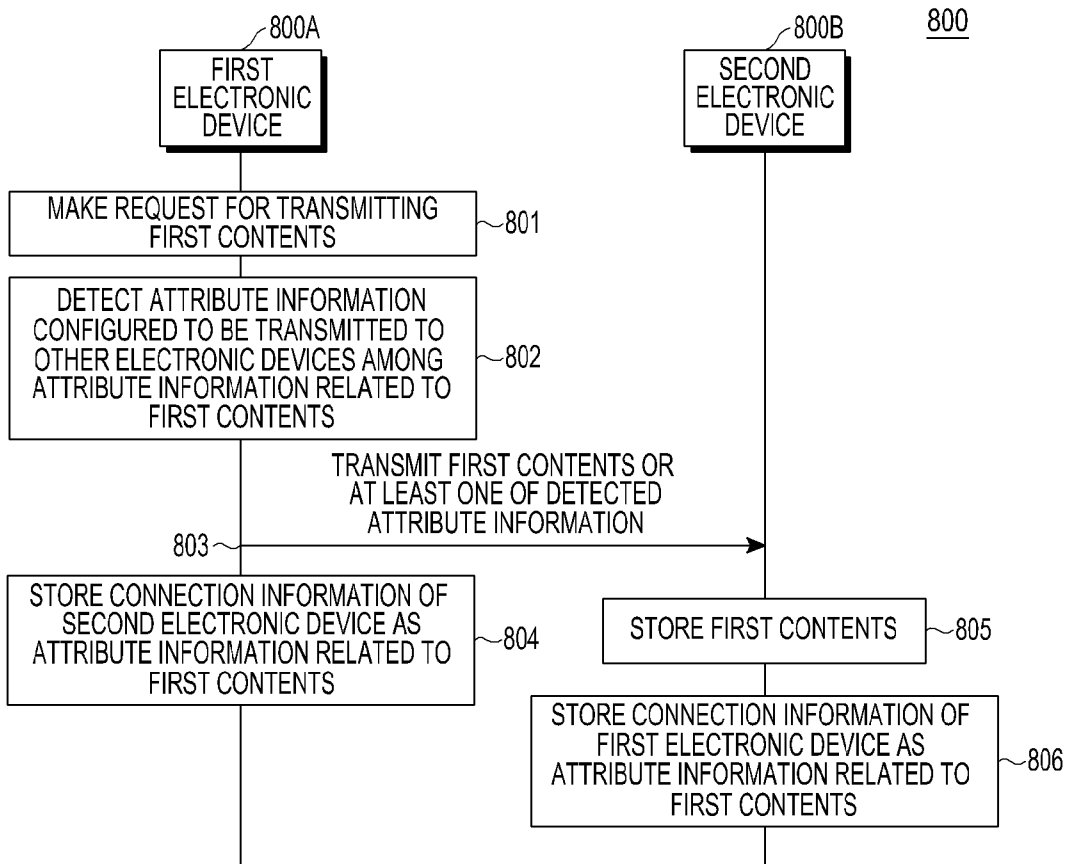 800
800A
FIRST
ELECTRONIC
DEVICE
800B
SECOND
ELECTRONIC
DEVICE
MAKE REQUEST FOR TRANSMITTING
FIRST CONTENTS
801
DETECT ATTRIBUTE INFORMATION
CONFIGURED TO BE TRANSMITTED TO
OTHER ELECTRONIC DEVICES AMONG
ATTRIBUTE INFORMATION RELATED TO
FIRST CONTENTS
802
TRANSMIT FIRST CONTENTS OR
AT LEAST ONE OF DETECTED
ATTRIBUTE INFORMATION
803
STORE CONNECTION INFORMATION OF
SECOND ELECTRONIC DEVICE AS
ATTRIBUTE INFORMATION RELATED TO
FIRST CONTENTS
804
STORE FIRST CONTENTS
805
STORE CONNECTION INFORMATION OF
FIRST ELECTRONIC DEVICE AS
ATTRIBUTE INFORMATION RELATED TO
FIRST CONTENTS
806